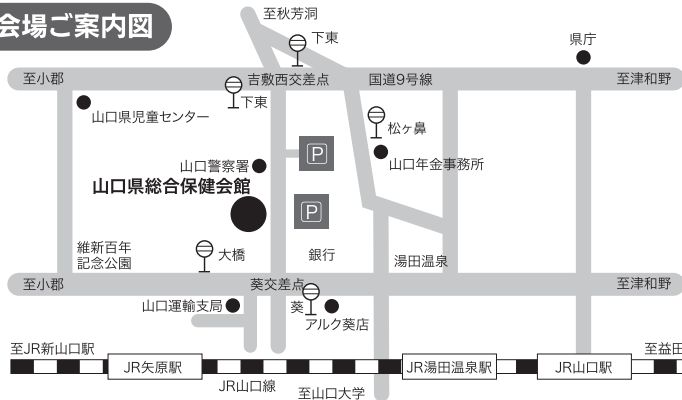 会場ご案内図
至秋芳洞
下東
県庁
至小郡
吉敷西交差点
国道9号線
至津和野
下東
山口県児童センター
松ヶ鼻
P
山口警察署
山口年金事務所
山口県総合保健会館
P
維新百年
記念公園
大橋
銀行
湯田温泉
至小郡
葵交差点
至津和野
山口運輸支局
葵
アルク葵店
至JR新山口駅
至益田
JR矢原駅
JR湯田温泉駅
JR山口駅
JR山口線
至山口大学